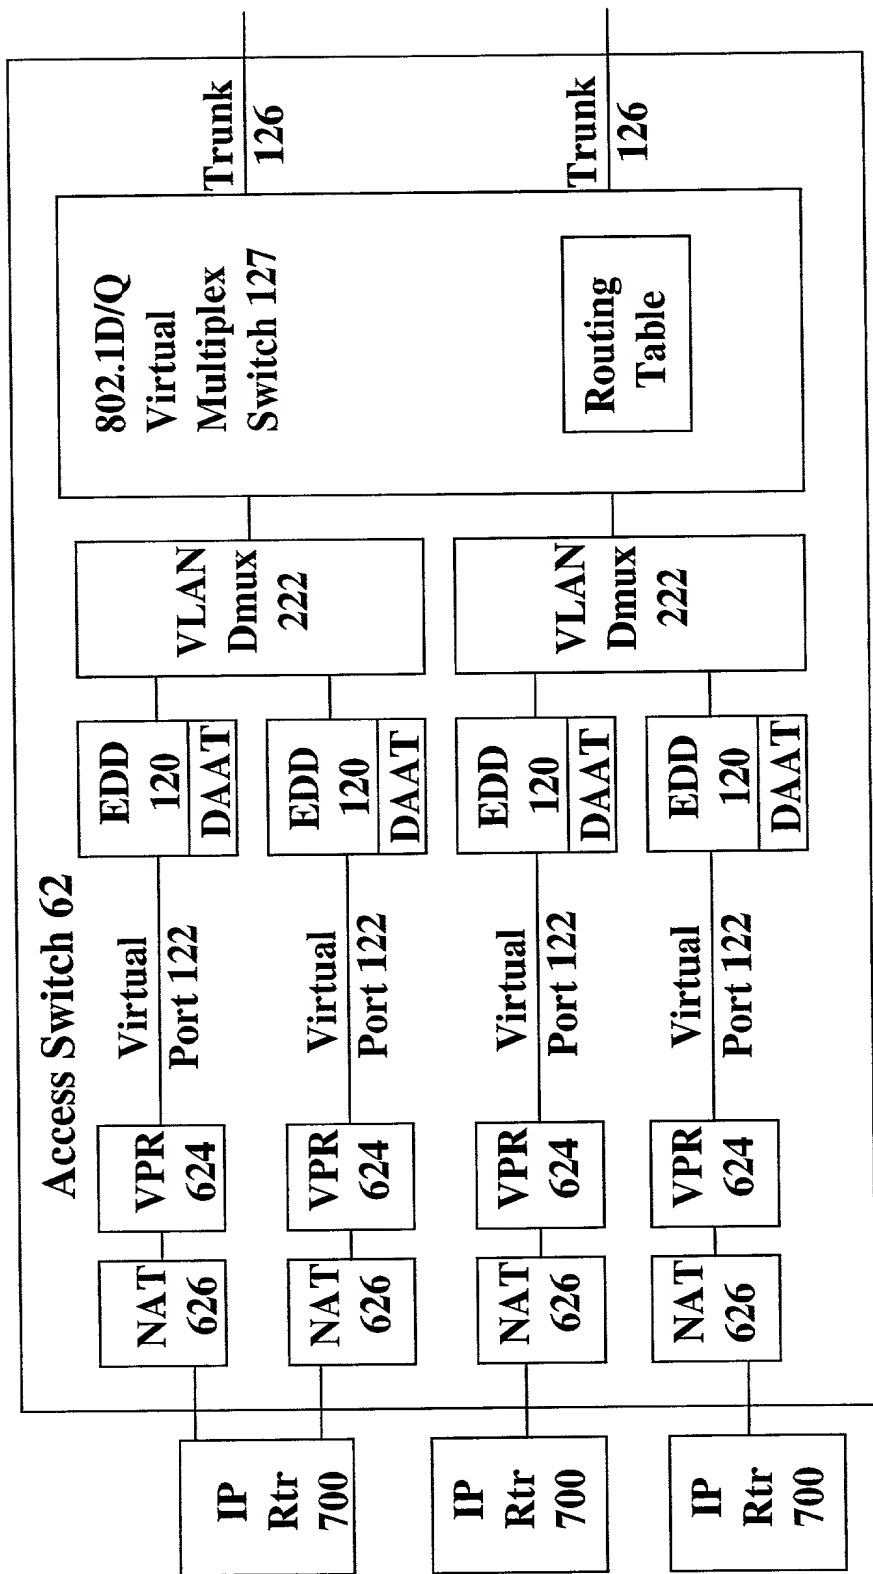 Access Switch 62
IP
Rtr
700
IP
Rtr
700
IP
Rtr
700
NAT
626
NAT
626
NAT
626
NAT
626
VPR
624
VPR
624
VPR
624
VPR
624
Virtual
Port 122
Virtual
Port 122
Virtual
Port 122
Virtual
Port 122
EDD
120
DAAT
EDD
120
DAAT
EDD
120
DAAT
EDD
120
DAAT
VLAN
Dmux
222
VLAN
Dmux
222
802.1D/Q
Virtual
Multiplex
Switch 127
Routing
Table
Trunk
126
Trunk
126